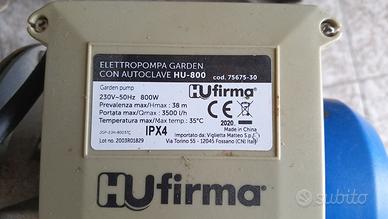 ELETTROPOMPA GARDEN
CON AUTOCLAVE HU-800 cod. 75675-30
Garden pump
230V~50Hz 800W
Prevalenza max/Hmax : 38 m
Portata max/Qmax : 3500 l/h
Temperatura max/Max temp : 35°C
Lot no. 2003R01829
IPX4
HUfirma®
CE
2020
Made in China
Importato da: Viglietta Matteo S.p.A.
Via Torino 55 - 12045 Fossano (CN) Italy
HUfirma®
subito